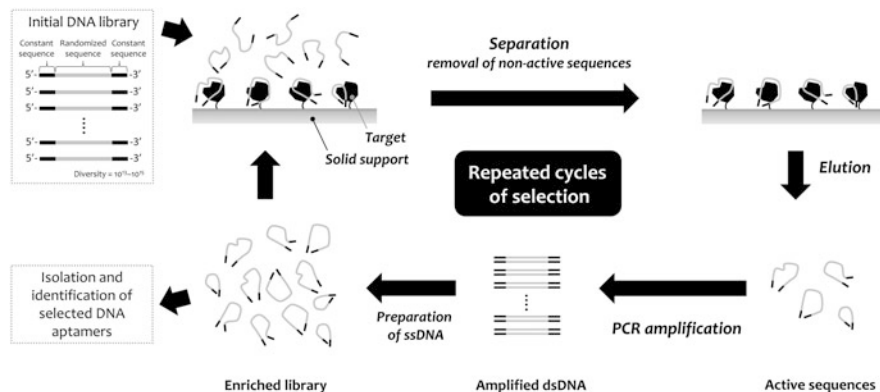 Initial DNA library
Constant sequence
Randomized sequence
Constant sequence
5'- -3'
5'- -3'
5'- -3'
5'- -3'
5'- -3'
Diversity =
Target
Solid support
Separation
removal of non-active sequences
Elution
Repeated cycles
of selection
Isolation and
identification of
selected DNA
aptamers
Preparation
of ssDNA
PCR amplification
Enriched library
Amplified dsDNA
Active sequences